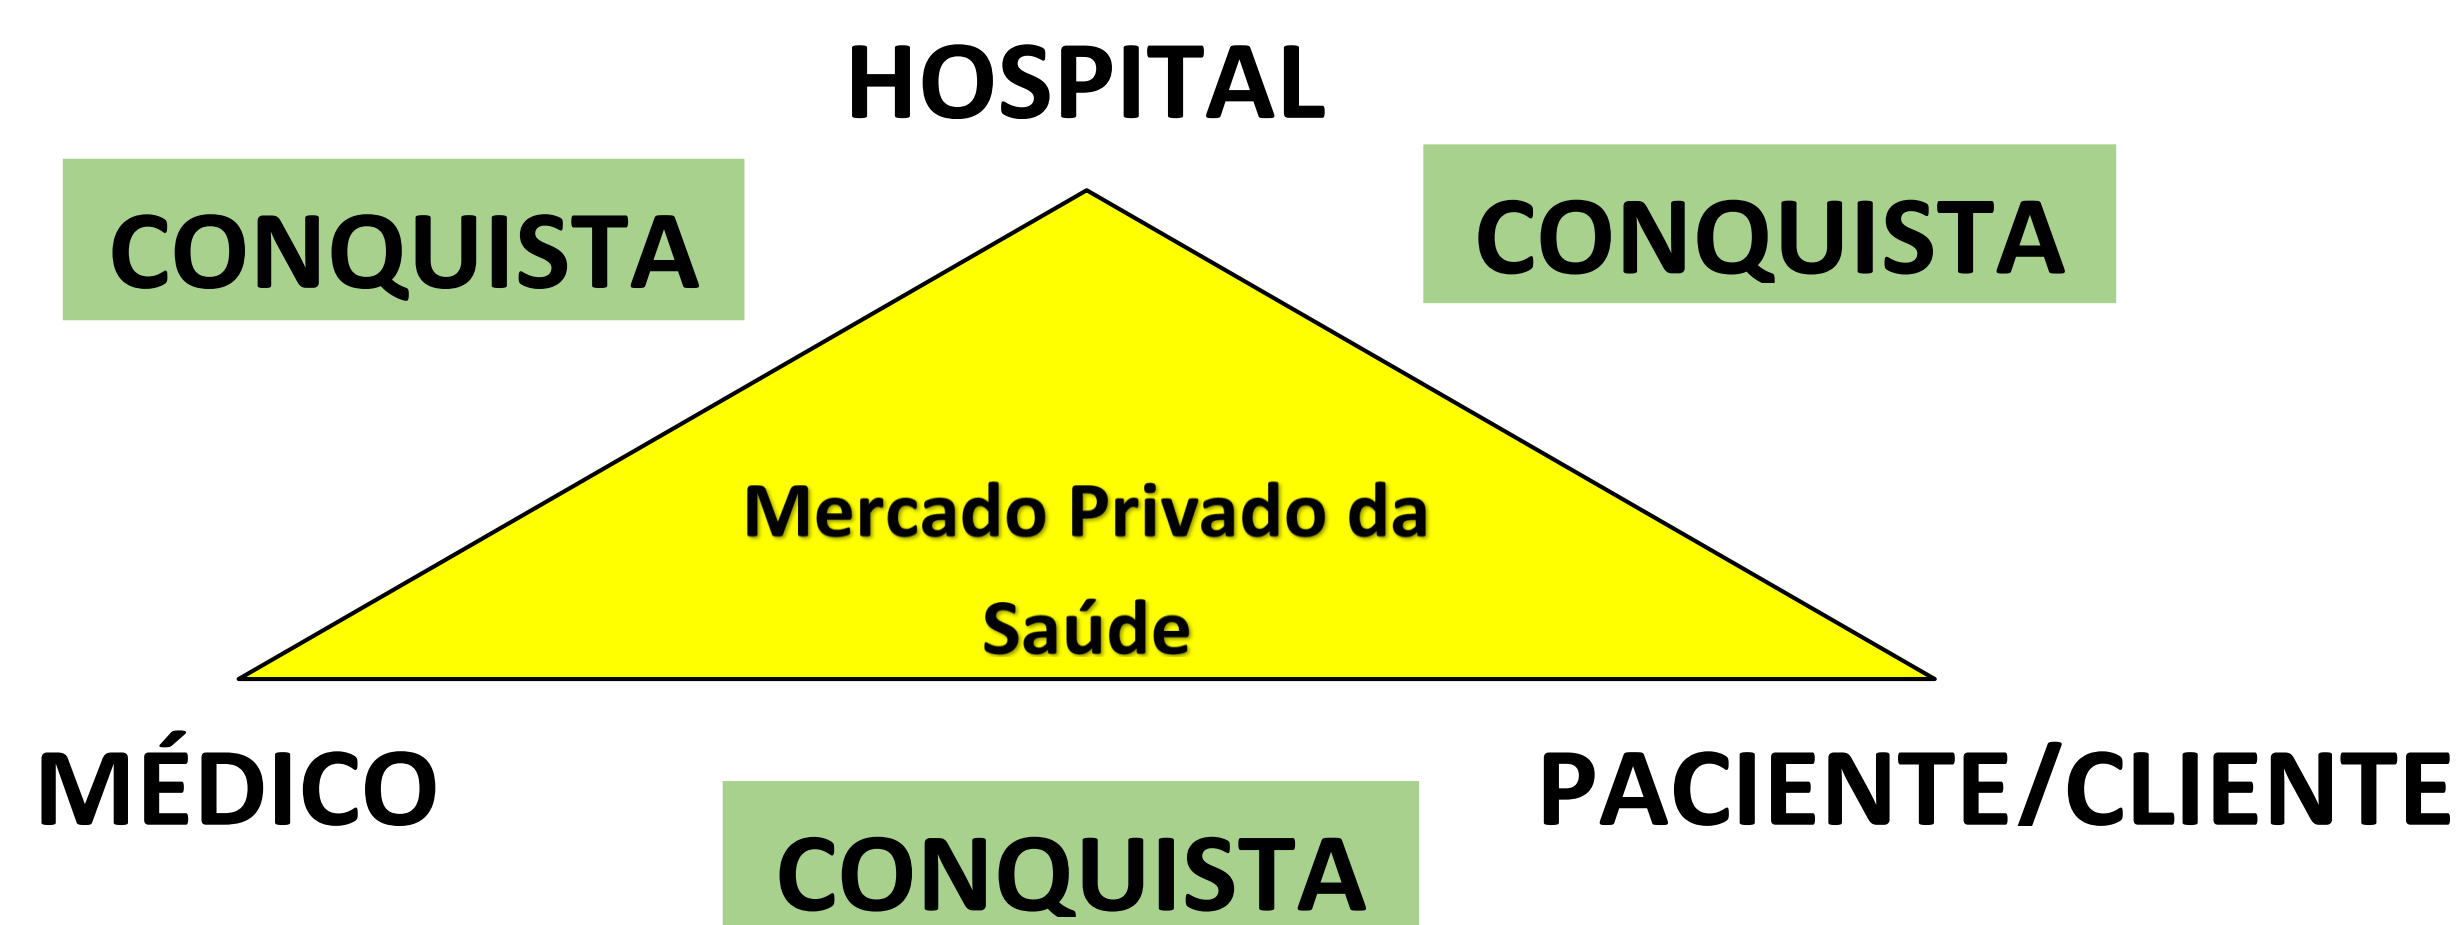 HOSPITAL
CONQUISTA
CONQUISTA
Mercado Privado da
Saúde
MÉDICO
PACIENTE/CLIENTE
CONQUISTA